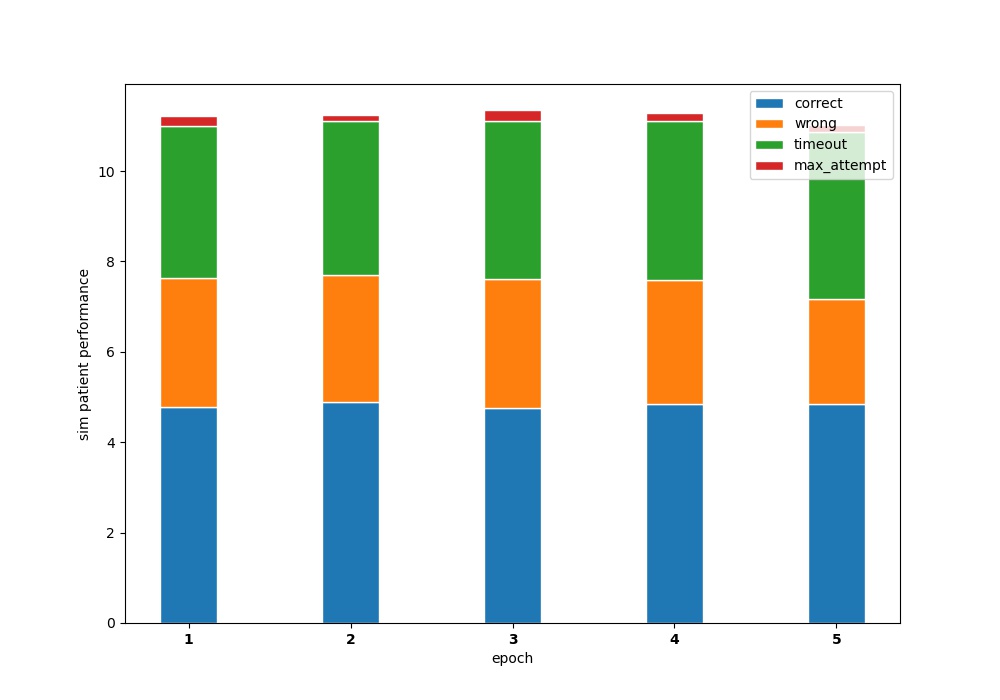 correct
wrong
timeout
max_attempt
10
8
6
4
2
0
sim patient performance
1 2 3 4 5
epoch